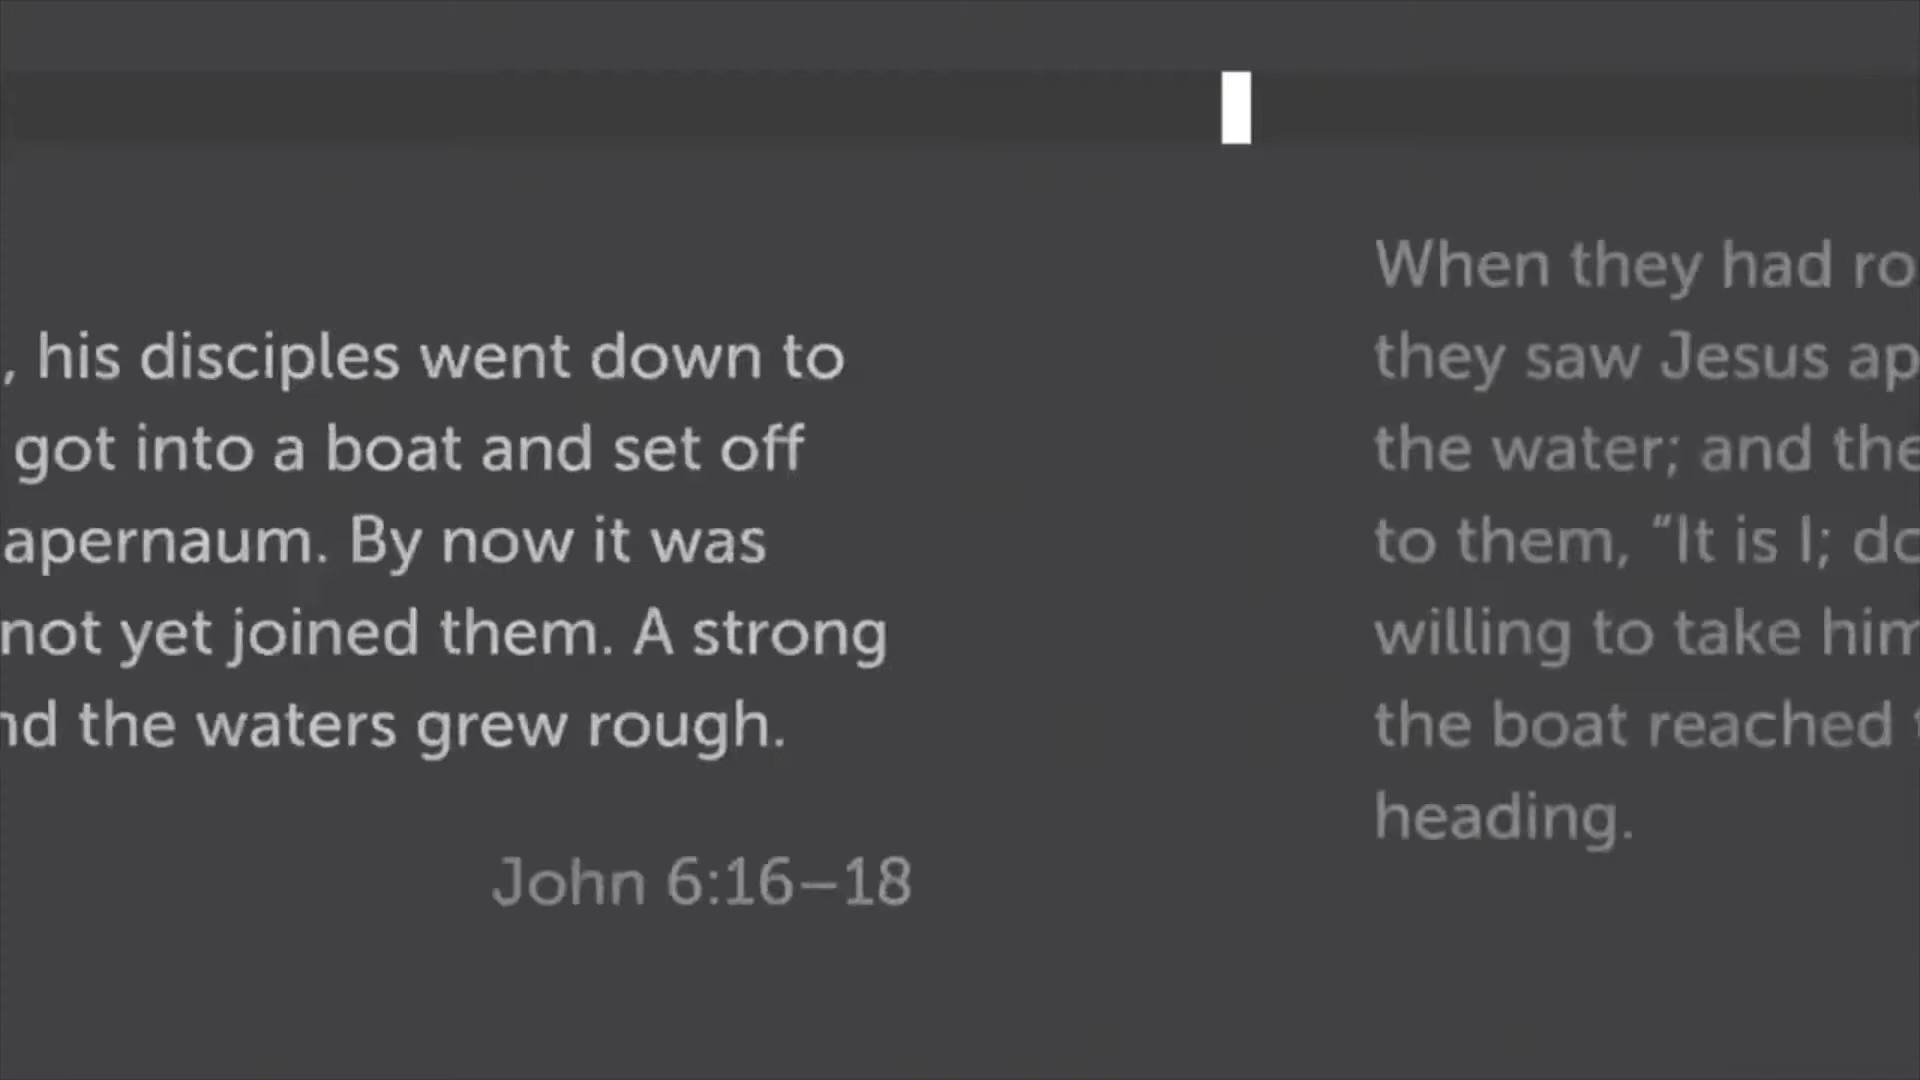 , his disciples went down to
got into a boat and set off
apernaum. By now it was
not yet joined them. A strong
nd the waters grew rough.
John 6:16–18
When they had ro
they saw Jesus ap
the water; and the
to them, “It is I; do
willing to take him
the boat reached
heading.